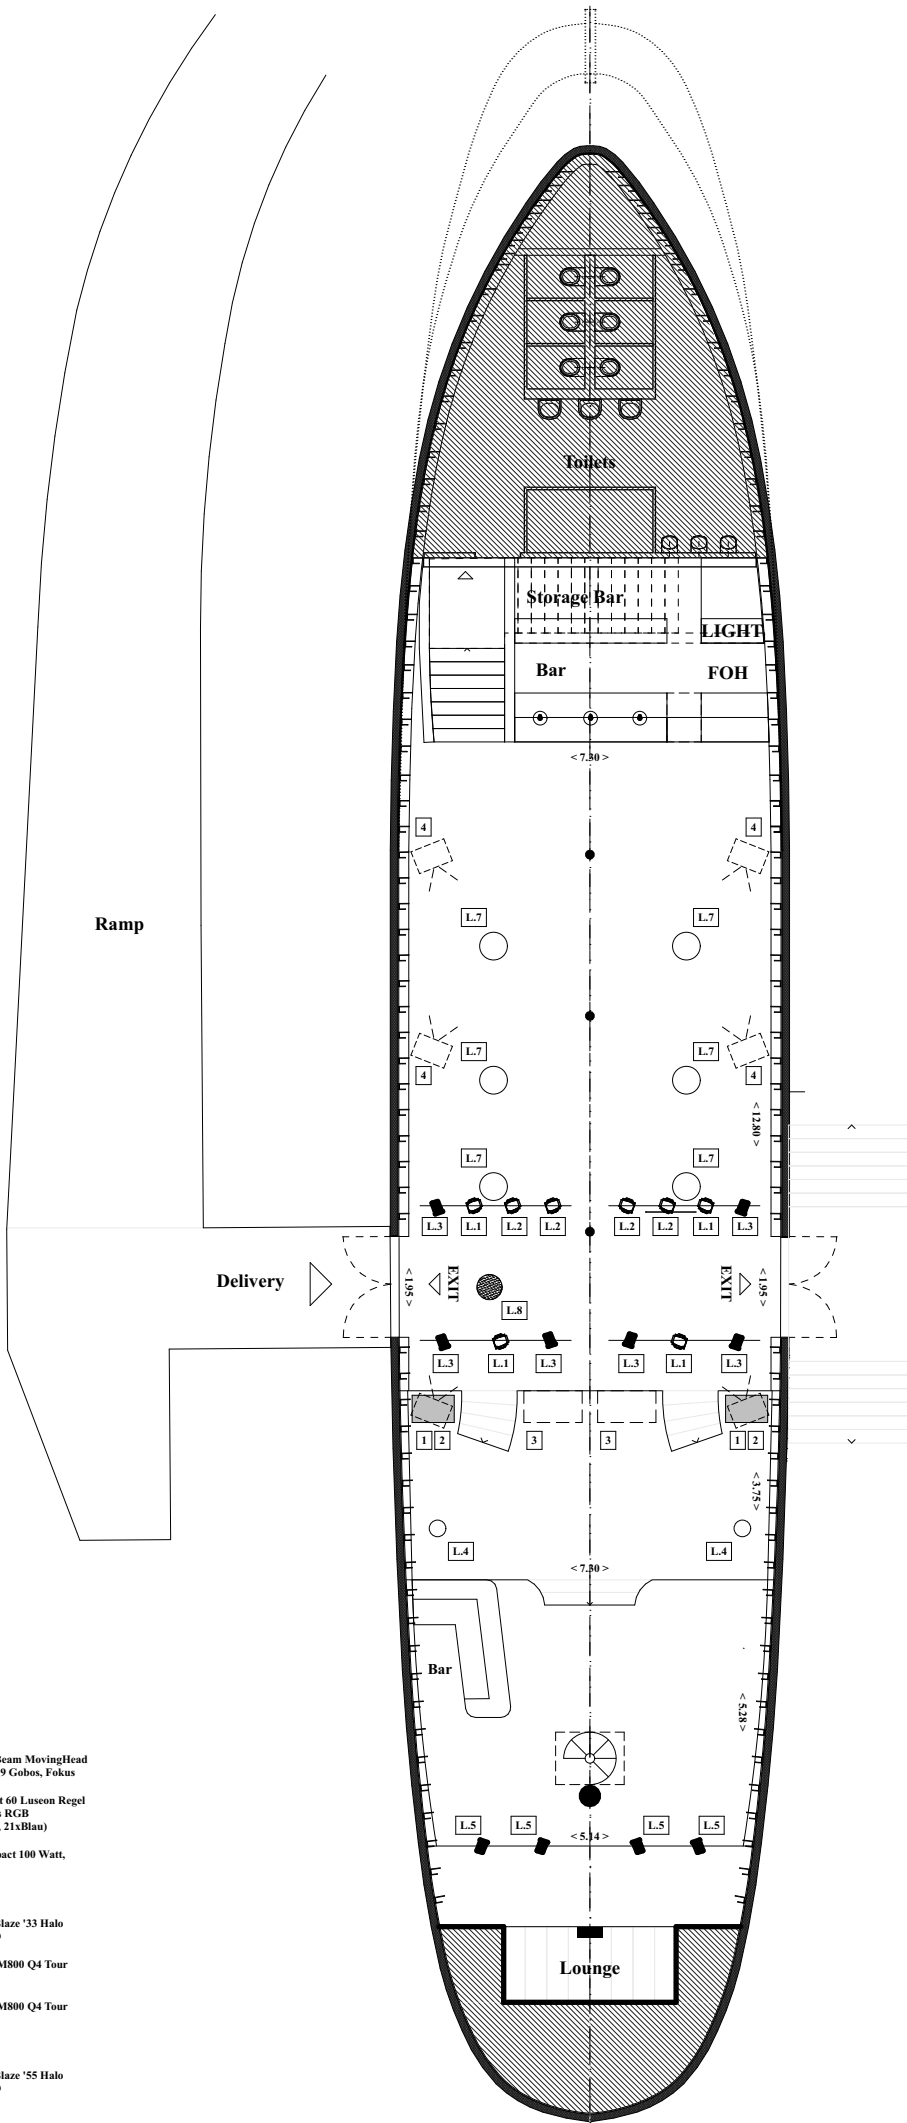 Toilets
Storage Bar
LIGHT
Bar
FOH
< 7.30 >
4
4
L.7
L.7
Ramp
L.7
L.7
4
4
< 12.80 >
L.7
L.7
L.3
L.1
L.2
L.2
L.2
L.2
L.1
L.3
Delivery
< 1.95 >
EXIT
L.8
EXIT
< 1.95 >
L.3
L.1
L.3
L.3
L.1
L.3
1
2
3
3
1
2
< 3.75 >
L.4
L.4
< 7.30 >
Bar
< 5.28 >
Beam MovingHead
9 Gobos, Fokus
t 60 Luseon Regel
s RGB
, 21xBlau)
pact 100 Watt,
L.5
L.5
< 5.14 >
L.5
L.5
laze '33 Halo
M800 Q4 Tour
Lounge
M800 Q4 Tour
laze '55 Halo